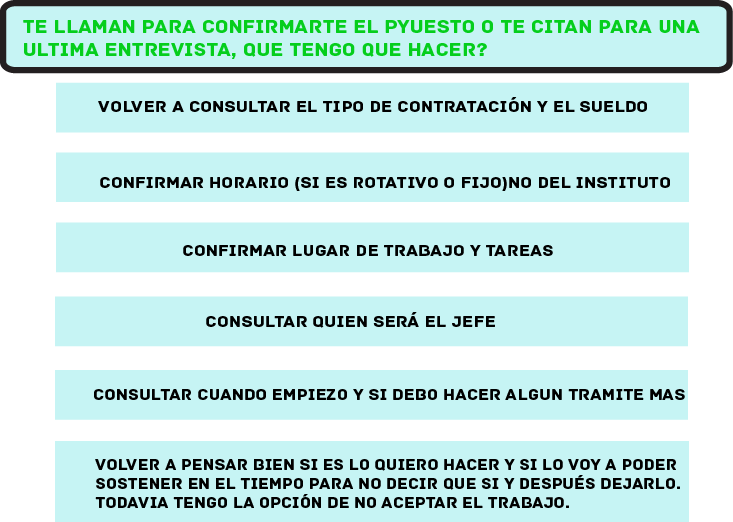 TE LLAMAN PARA CONFIRMARTE EL PYUESTO O TE CITAN PARA UNA
ULTIMA ENTREVISTA, QUE TENGO QUE HACER?
VOLVER A CONSULTAR EL TIPO DE CONTRATACIÓN Y EL SUELDO
CONFIRMAR HORARIO (SI ES ROTATIVO O FIJO)NO DEL INSTITUTO
CONFIRMAR LUGAR DE TRABAJO Y TAREAS
CONSULTAR QUIEN SERÁ EL JEFE
CONSULTAR CUANDO EMPIEZO Y SI DEBO HACER ALGUN TRAMITE MAS
VOLVER A PENSAR BIEN SI ES LO QUIERO HACER Y SI LO VOY A PODER
SOSTENER EN EL TIEMPO PARA NO DECIR QUE SI Y DESPUÉS DEJARLO.
TODAVIA TENGO LA OPCIÓN DE NO ACEPTAR EL TRABAJO.